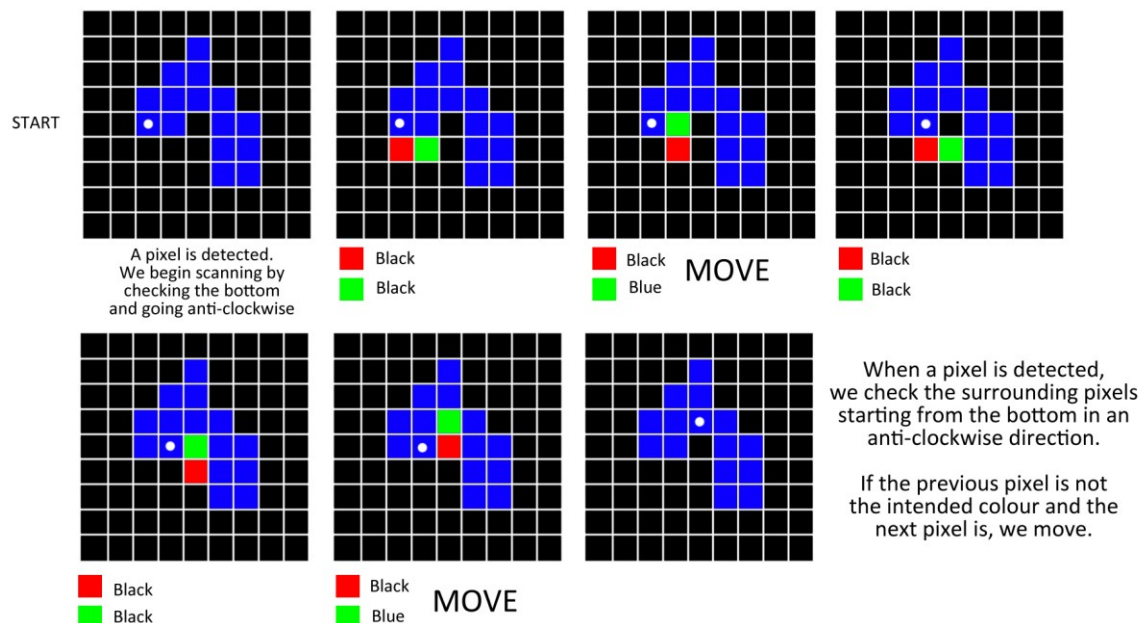 START
A pixel is detected.
We begin scanning by
checking the bottom
and going anti-clockwise
Black
Black
Black
Blue
MOVE
Black
Black
Black
Black
Black
Blue
MOVE
When a pixel is detected,
we check the surrounding pixels
starting from the bottom in an
anti-clockwise direction.
If the previous pixel is not
the intended colour and the
next pixel is, we move.